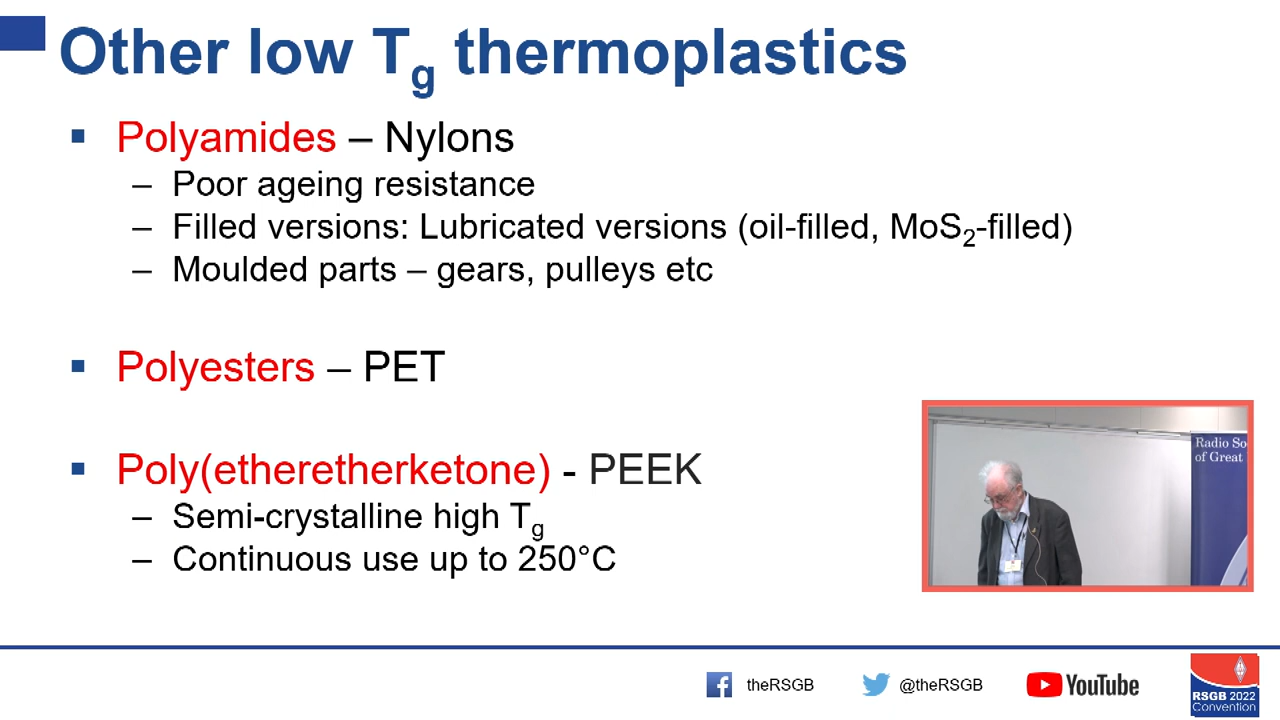 Other low Tg thermoplastics
▪ Polyamides – Nylons
– Poor ageing resistance
– Filled versions: Lubricated versions (oil-filled, MoS2-filled)
– Moulded parts – gears, pulleys etc
▪ Polyesters – PET
▪ Poly(etheretherketone) - PEEK
– Semi-crystalline high Tg
– Continuous use up to 250°C
Radio So
of Great
theRSGB
@theRSGB
YouTube
RSGB 2022
Convention